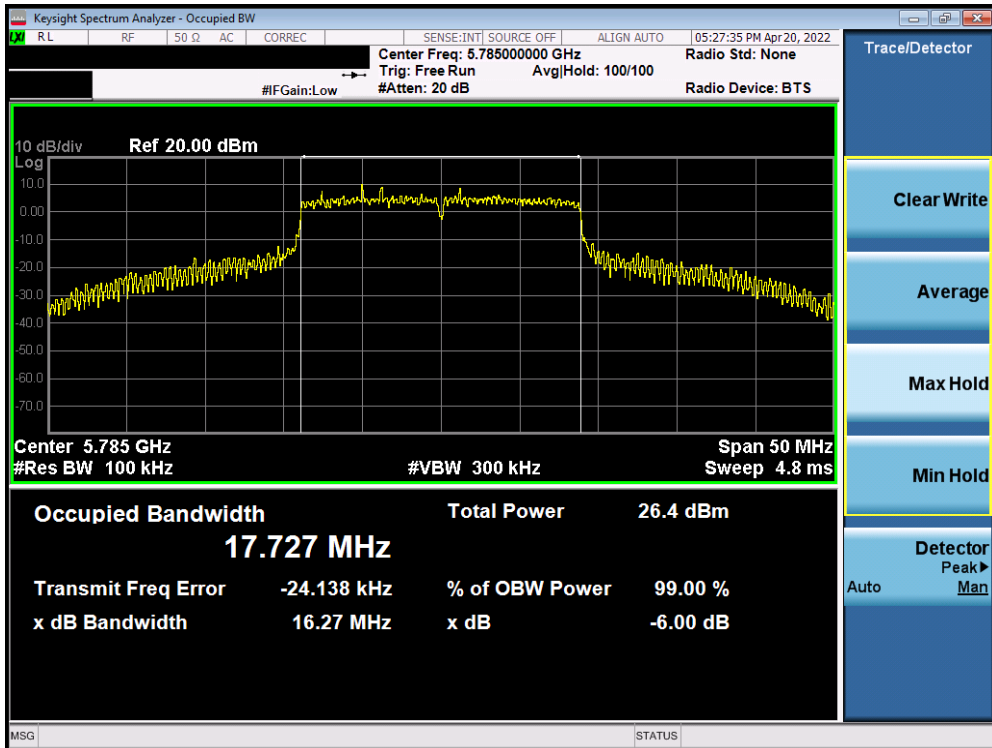 Keysight Spectrum Analyzer - Occupied BW
LXI RL RF 50 Ω AC CORREC SENSE:INT SOURCE OFF ALIGN AUTO 05:27:35 PM Apr 20, 2022
Center Freq: 5.785000000 GHz Radio Std: None
Trig: Free Run Avg|Hold: 100/100
#IFGain:Low #Atten: 20 dB Radio Device: BTS
10 dB/div Ref 20.00 dBm
Log
10.0
0.00
-10.0
-20.0
-30.0
-40.0
-50.0
-60.0
-70.0
Center 5.785 GHz Span 50 MHz
#Res BW 100 kHz #VBW 300 kHz Sweep 4.8 ms
Occupied Bandwidth Total Power 26.4 dBm
17.727 MHz
Transmit Freq Error -24.138 kHz % of OBW Power 99.00 %
x dB Bandwidth 16.27 MHz x dB -6.00 dB
MSG STATUS
Trace/Detector
Clear Write
Average
Max Hold
Min Hold
Detector
Peak▶
Auto Man